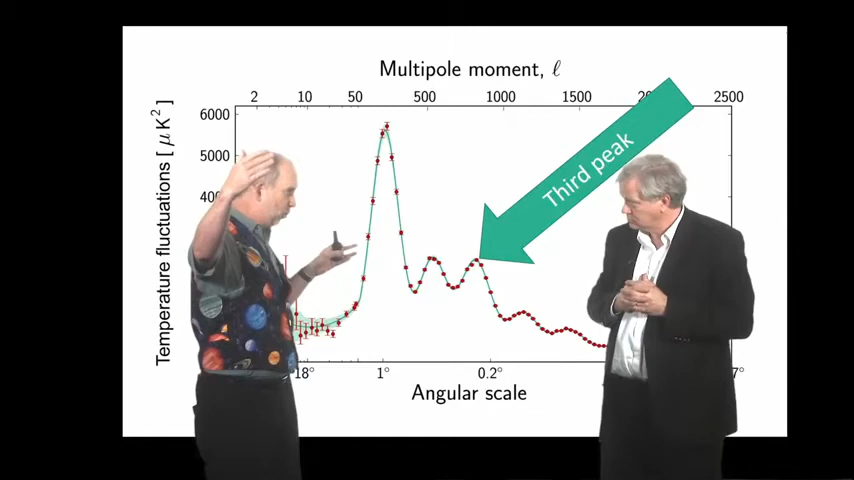 Multipole moment, ℓ
2 10 50 500 1000 1500 2500
6000
5000
Temperature fluctuations [ μ K² ]
Third peak
18° 1° 0.2°
Angular scale